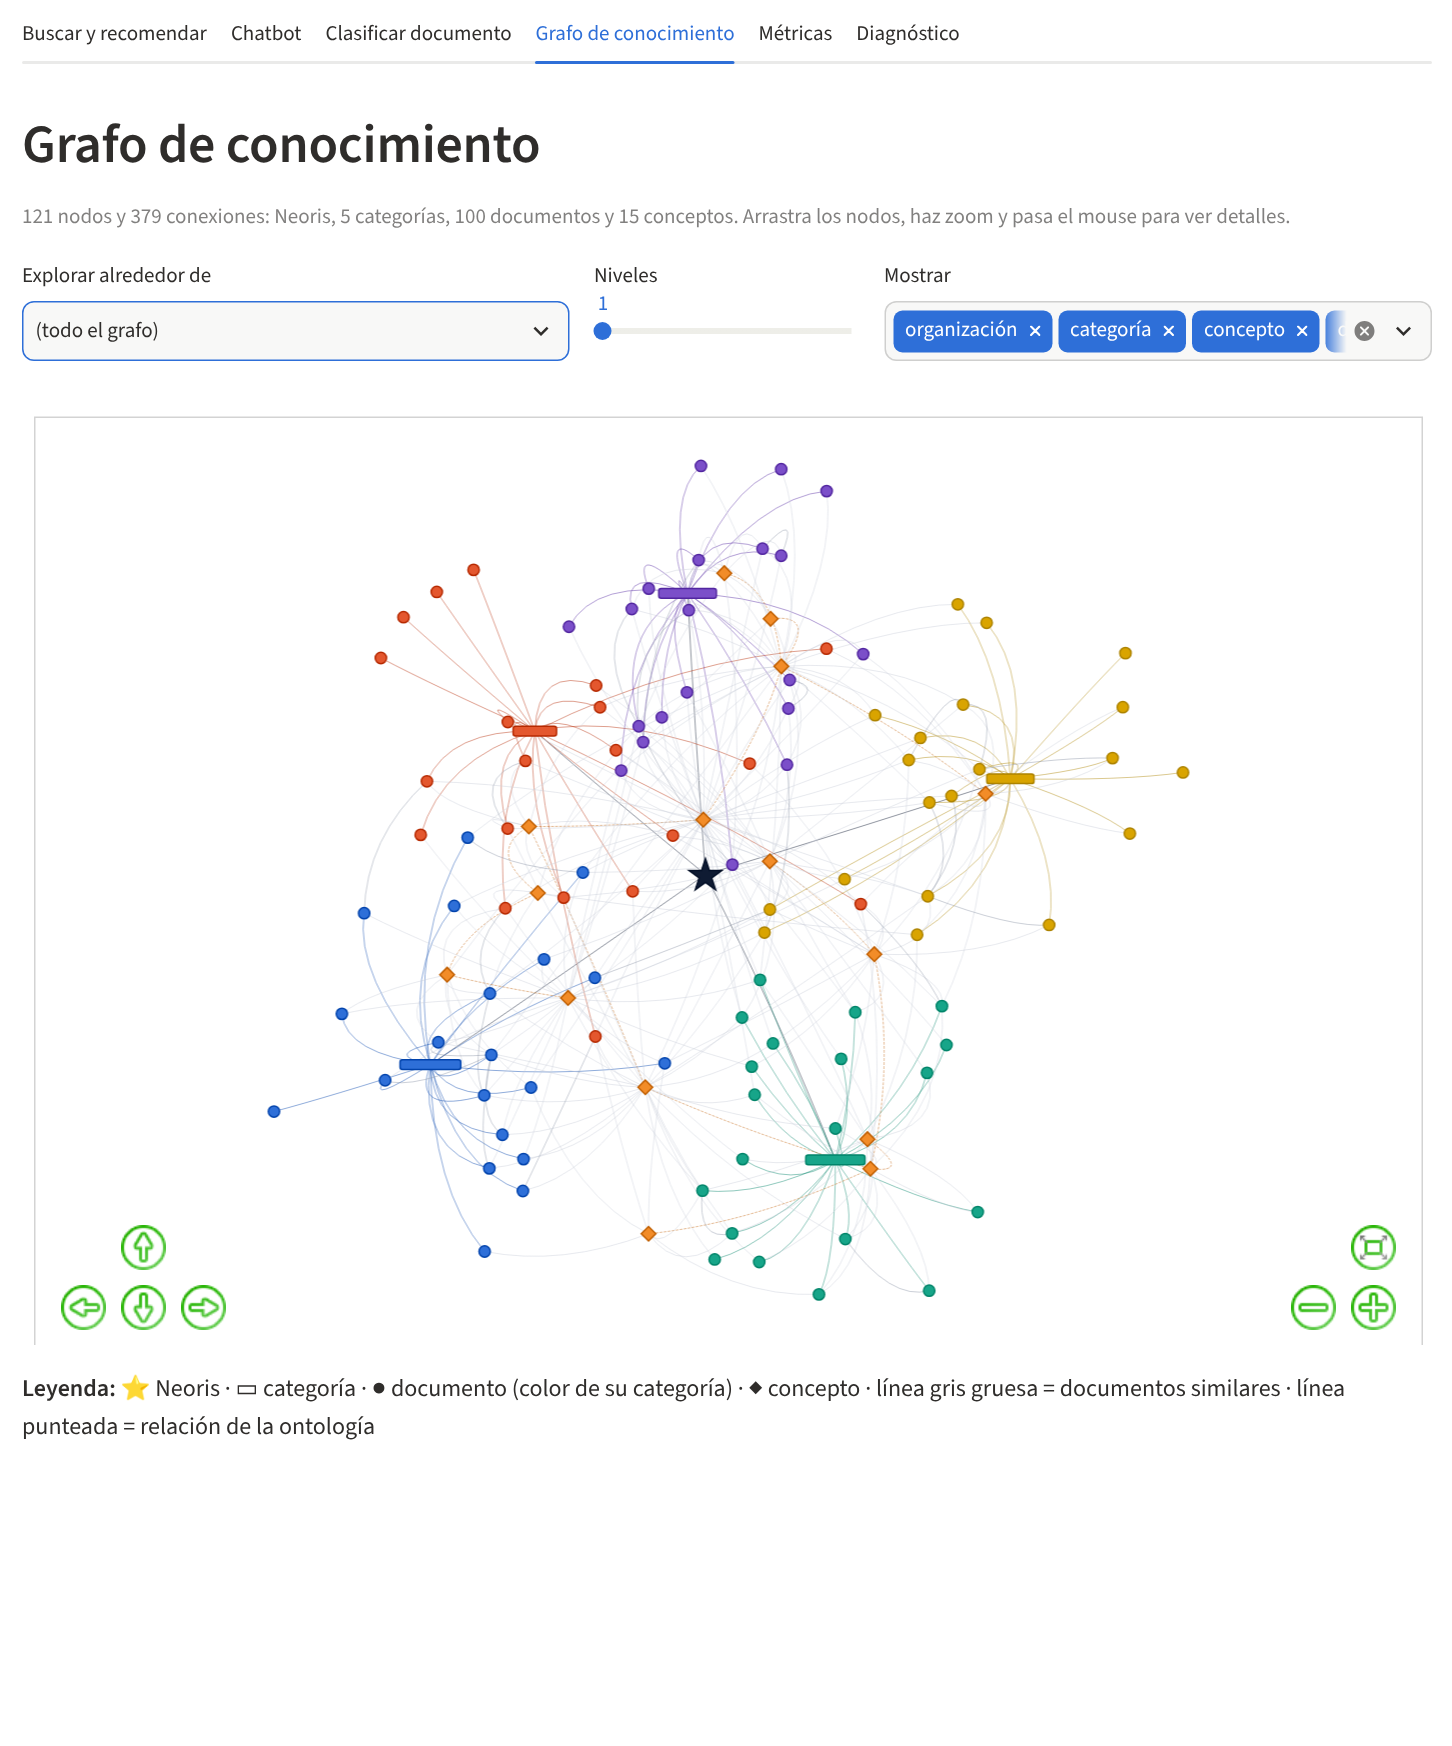 Buscar y recomendar Chatbot Clasificar documento Grafo de conocimiento Métricas Diagnóstico
Grafo de conocimiento
121 nodos y 379 conexiones: Neoris, 5 categorías, 100 documentos y 15 conceptos. Arrastra los nodos, haz zoom y pasa el mouse para ver detalles.
Explorar alrededor de
(todo el grafo)
Niveles
1
Mostrar
organización categoría concepto
Leyenda: ⭐ Neoris · ▭ categoría · ● documento (color de su categoría) · ◆ concepto · línea gris gruesa = documentos similares · línea
punteada = relación de la ontología